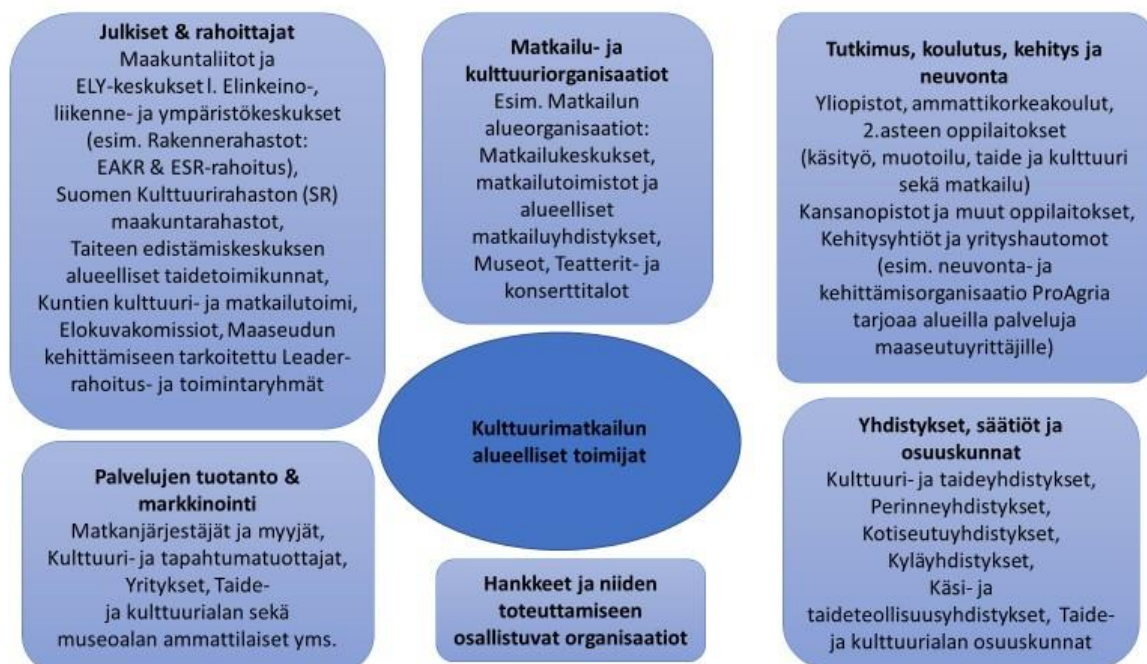 Julkiset & rahoittajat
Maakuntaliitot ja
ELY-keskukset l. Elinkeino-,
liikenne- ja ympäristökeskukset
(esim. Rakennerahastot:
EAKR & ESR-rahoitus),
Suomen Kulttuurirahaston (SR)
maakuntarahastot,
Taiteen edistämiskeskuksen
alueelliset taidetoimikunnat,
Kuntien kulttuuri- ja matkailutoimi,
Elokuvakomissiot, Maaseudun
kehittämiseen tarkoitettu Leader-
rahoitus- ja toimintaryhmät
Matkailu- ja
kulttuuriorganisaatiot
Esim. Matkailun
alueorganisaatiot:
Matkailukeskukset,
matkailutoimistot ja
alueelliset
matkailuyhdistykset,
Museot, Teatterit- ja
konserttitalot
Tutkimus, koulutus, kehitys ja
neuvonta
Yliopistot, ammattikorkeakoulut,
2.asteen oppilaitokset
(käsityö, muotoilu, taide ja kulttuuri
sekä matkailu)
Kansanopistot ja muut oppilaitokset,
Kehitysyhtiöt ja yrityshautomot
(esim. neuvonta- ja
kehittämisorganisaatio ProAgria
tarjoaa alueilla palveluja
maaseutuyrittäjille)
Kulttuurimatkailun
alueelliset toimijat
Palvelujen tuotanto &
markkinointi
Matkanjärjestäjät ja myyjät,
Kulttuuri- ja tapahtumatuottajat,
Yritykset, Taide-
ja kulttuurialan sekä
museoalan ammattilaiset yms.
Hankkeet ja niiden
toteuttamiseen
osallistuvat organisaatiot
Yhdistykset, säätiöt ja
osuuskunnat
Kulttuuri- ja taideyhdistykset,
Perinneyhdistykset,
Kotiseutuyhdistykset,
Kyläyhdistykset,
Käsi- ja
taideteollisuusyhdistykset, Taide-
ja kulttuurialan osuuskunnat